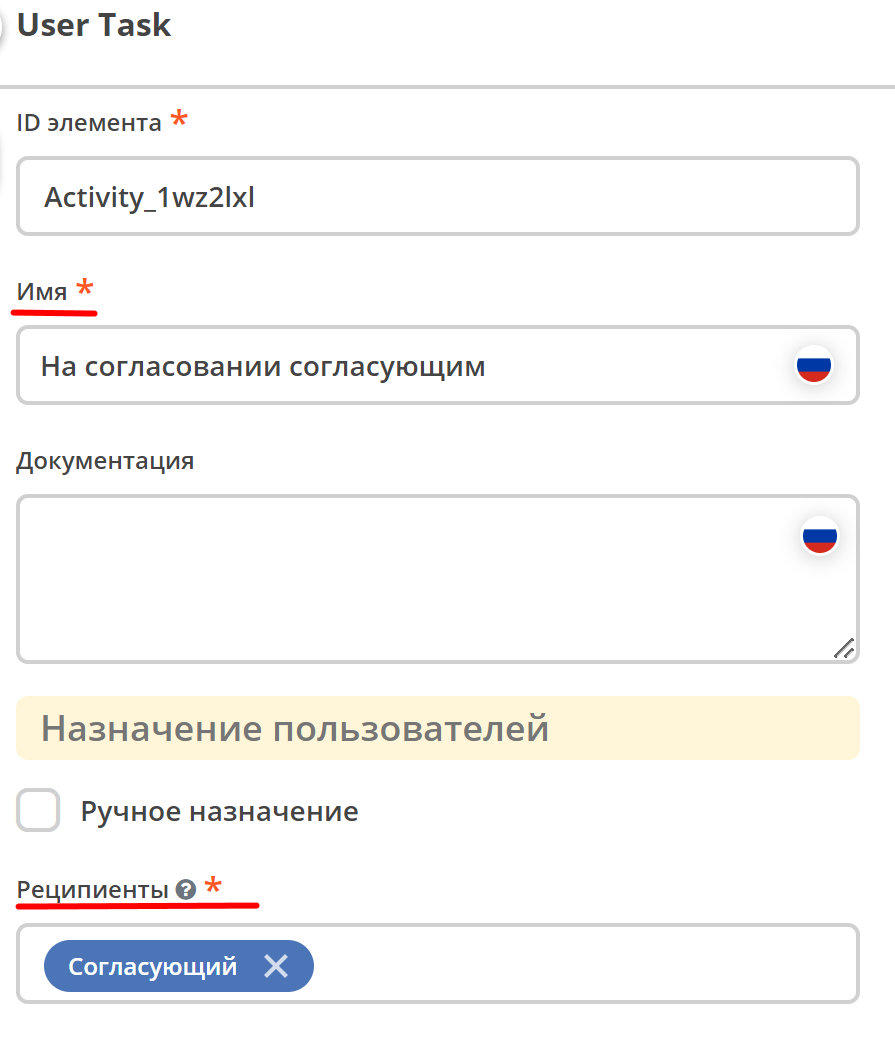 User Task
ID элемента *
Activity_1wz2lxl
Имя *
На согласовании согласующим
Документация
Назначение пользователей
Ручное назначение
Реципиенты ? *
Согласующий